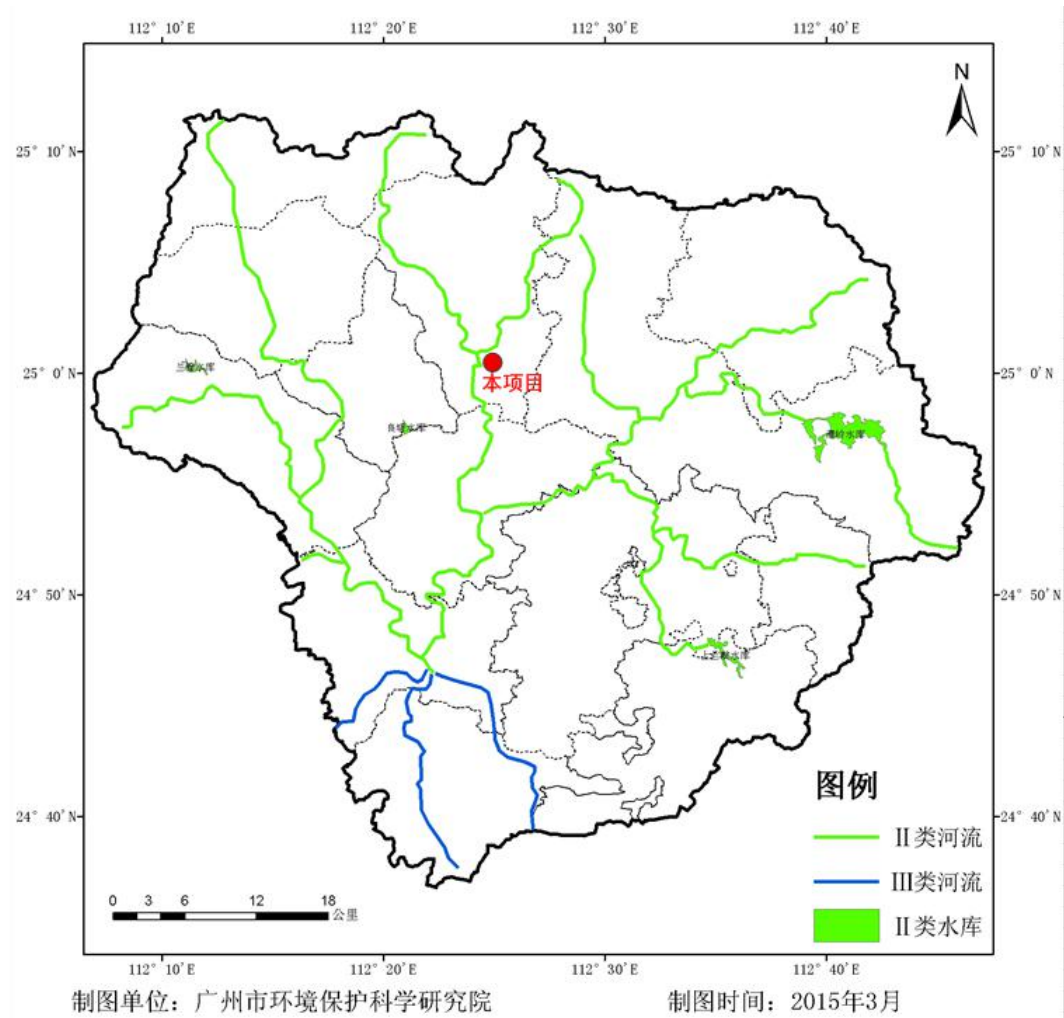 112° 10'E 112° 20'E 112° 30'E 112° 40'E
N
25° 10'N 25° 10'N
本项目
25° 0'N 25° 0'N
24° 50'N 24° 50'N
图例
24° 40'N 24° 40'N
II类河流
III类河流
II类水库
0 3 6 12 18
公里
112° 10'E 112° 20'E 112° 30'E 112° 40'E
制图单位：广州市环境保护科学研究院 制图时间：2015年3月